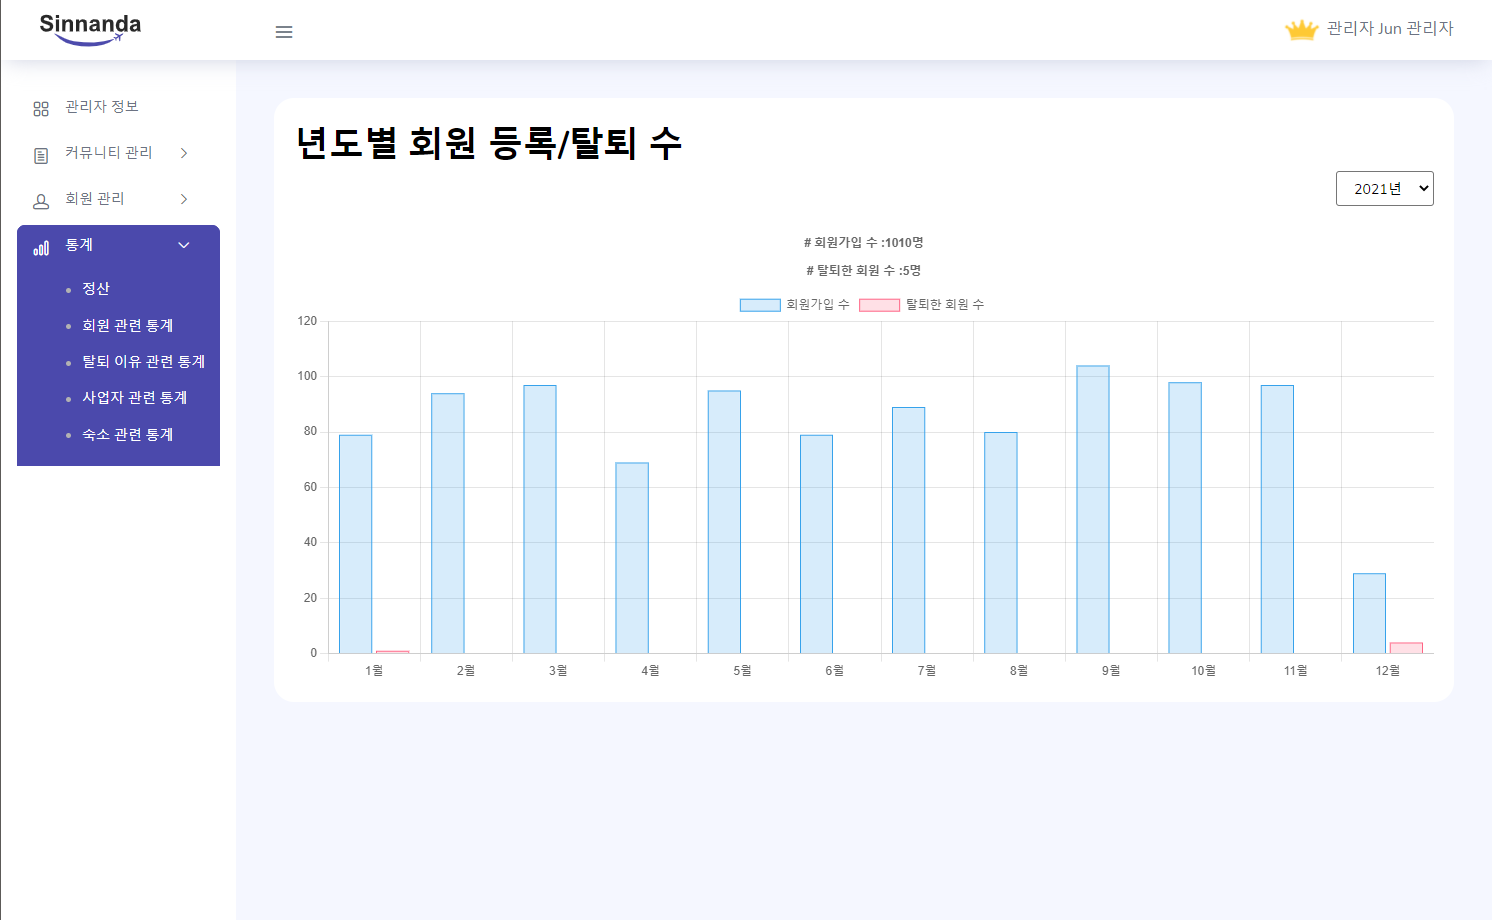 Sinnanda
관리자 Jun 관리자
관리자 정보
커뮤니티 관리
회원 관리
통계
정산
회원 관련 통계
탈퇴 이유 관련 통계
사업자 관련 통계
숙소 관련 통계
년도별 회원 등록/탈퇴 수
2021년
# 회원가입 수 :1010명
# 탈퇴한 회원 수 :5명
회원가입 수 탈퇴한 회원 수
120
100
80
60
40
20
0
1월 2월 3월 4월 5월 6월 7월 8월 9월 10월 11월 12월